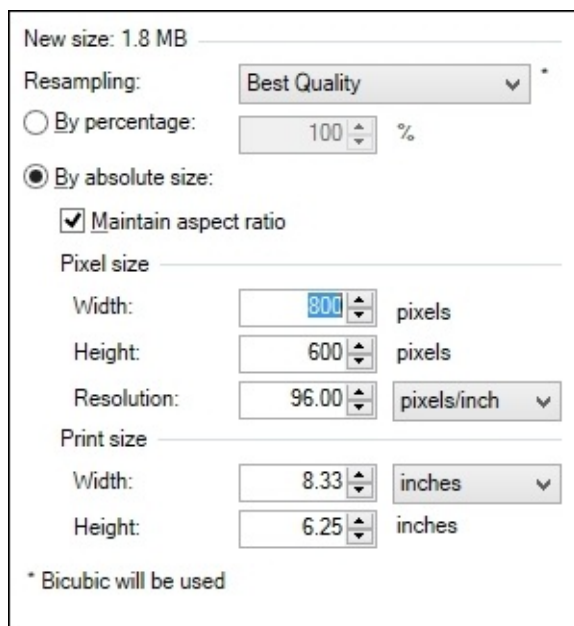 New size: 1.8 MB
Resampling: Best Quality *
By percentage: 100 %
By absolute size:
Maintain aspect ratio
Pixel size
Width: 800 pixels
Height: 600 pixels
Resolution: 96.00 pixels/inch
Print size
Width: 8.33 inches
Height: 6.25 inches
* Bicubic will be used